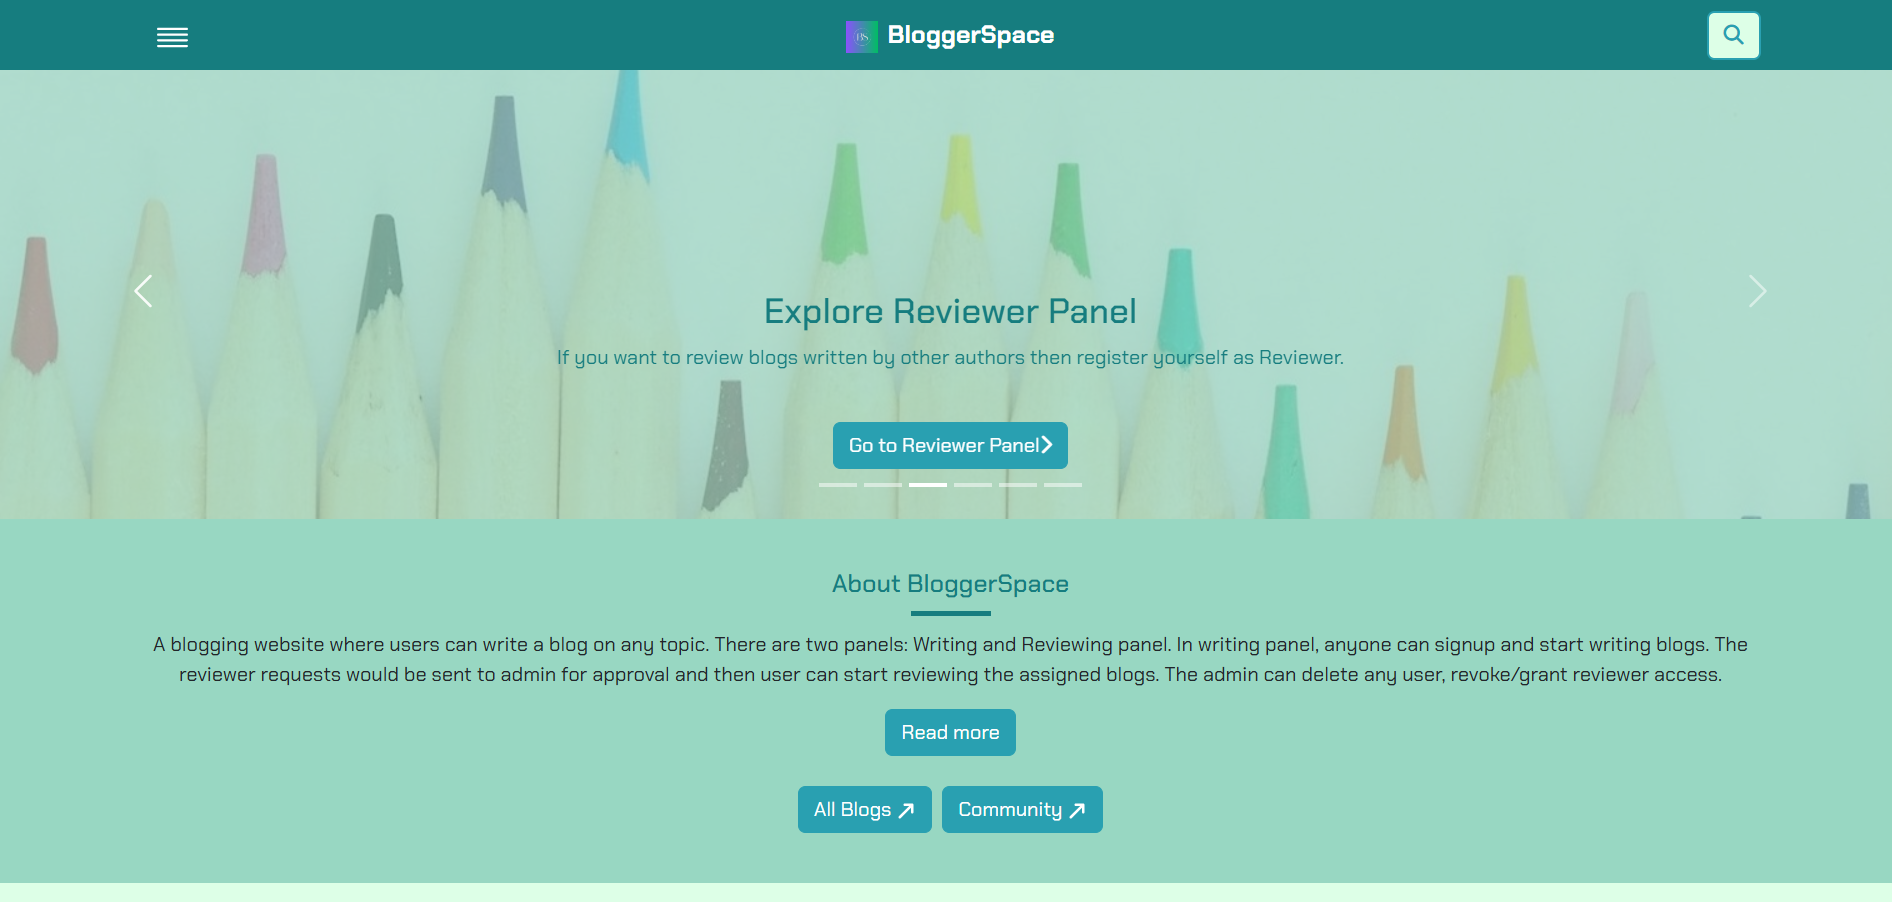 BS BloggerSpace
Explore Reviewer Panel
If you want to review blogs written by other authors then register yourself as Reviewer.
Go to Reviewer Panel
About BloggerSpace
A blogging website where users can write a blog on any topic. There are two panels: Writing and Reviewing panel. In writing panel, anyone can signup and start writing blogs. The
reviewer requests would be sent to admin for approval and then user can start reviewing the assigned blogs. The admin can delete any user, revoke/grant reviewer access.
Read more
All Blogs
Community